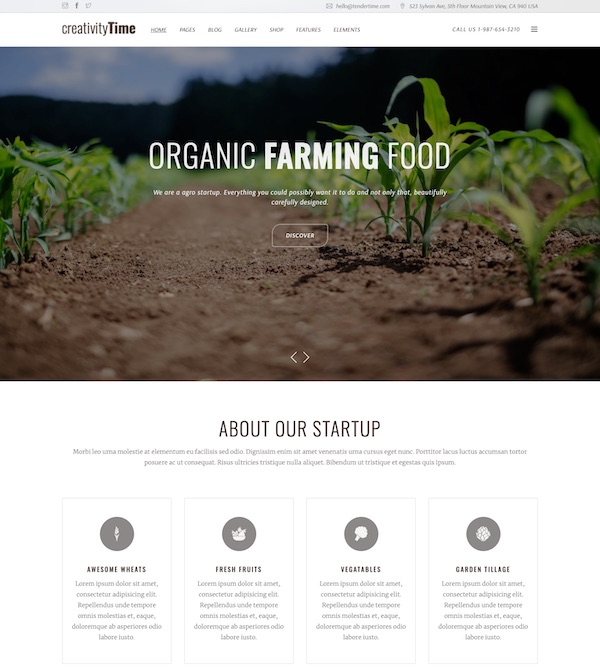 hello@tendertime.com 523 Sylvan Ave, 5th Floor Mountain View, CA 940 USA
creativityTime HOME PAGES BLOG GALLERY SHOP FEATURES ELEMENTS CALL US 1-987-654-3210
ORGANIC FARMING FOOD
We are a agro startup. Everything you could possibly want it to do and not only that, beautifully
carefully designed.
DISCOVER
ABOUT OUR STARTUP
Morbi leo urna molestie at elementum eu facilisis sed odio. Dignissim enim sit amet venenatis uma cursus eget nunc. Porttitor lacus luctus accumsan tortor
posuere ac ut consequat. Risus ultricies tristique nulla aliquet. Bibendum ut tristique et egestas quis ipsum.
AWESOME WHEATS
Lorem ipsum dolor sit amet,
consectetur adipisicing elit.
Repellendus unde tempore
omnis molestias et, eaque,
doloremque ab asperiores odio
labore iusto.
FRESH FRUITS
Lorem ipsum dolor sit amet,
consectetur adipisicing elit.
Repellendus unde tempore
omnis molestias et, eaque,
doloremque ab asperiores odio
labore iusto.
VEGATABLES
Lorem ipsum dolor sit amet,
consectetur adipisicing elit.
Repellendus unde tempore
omnis molestias et, eaque,
doloremque ab asperiores odio
labore iusto.
GARDEN TILLAGE
Lorem ipsum dolor sit amet,
consectetur adipisicing elit.
Repellendus unde tempore
omnis molestias et, eaque,
doloremque ab asperiores odio
labore iusto.